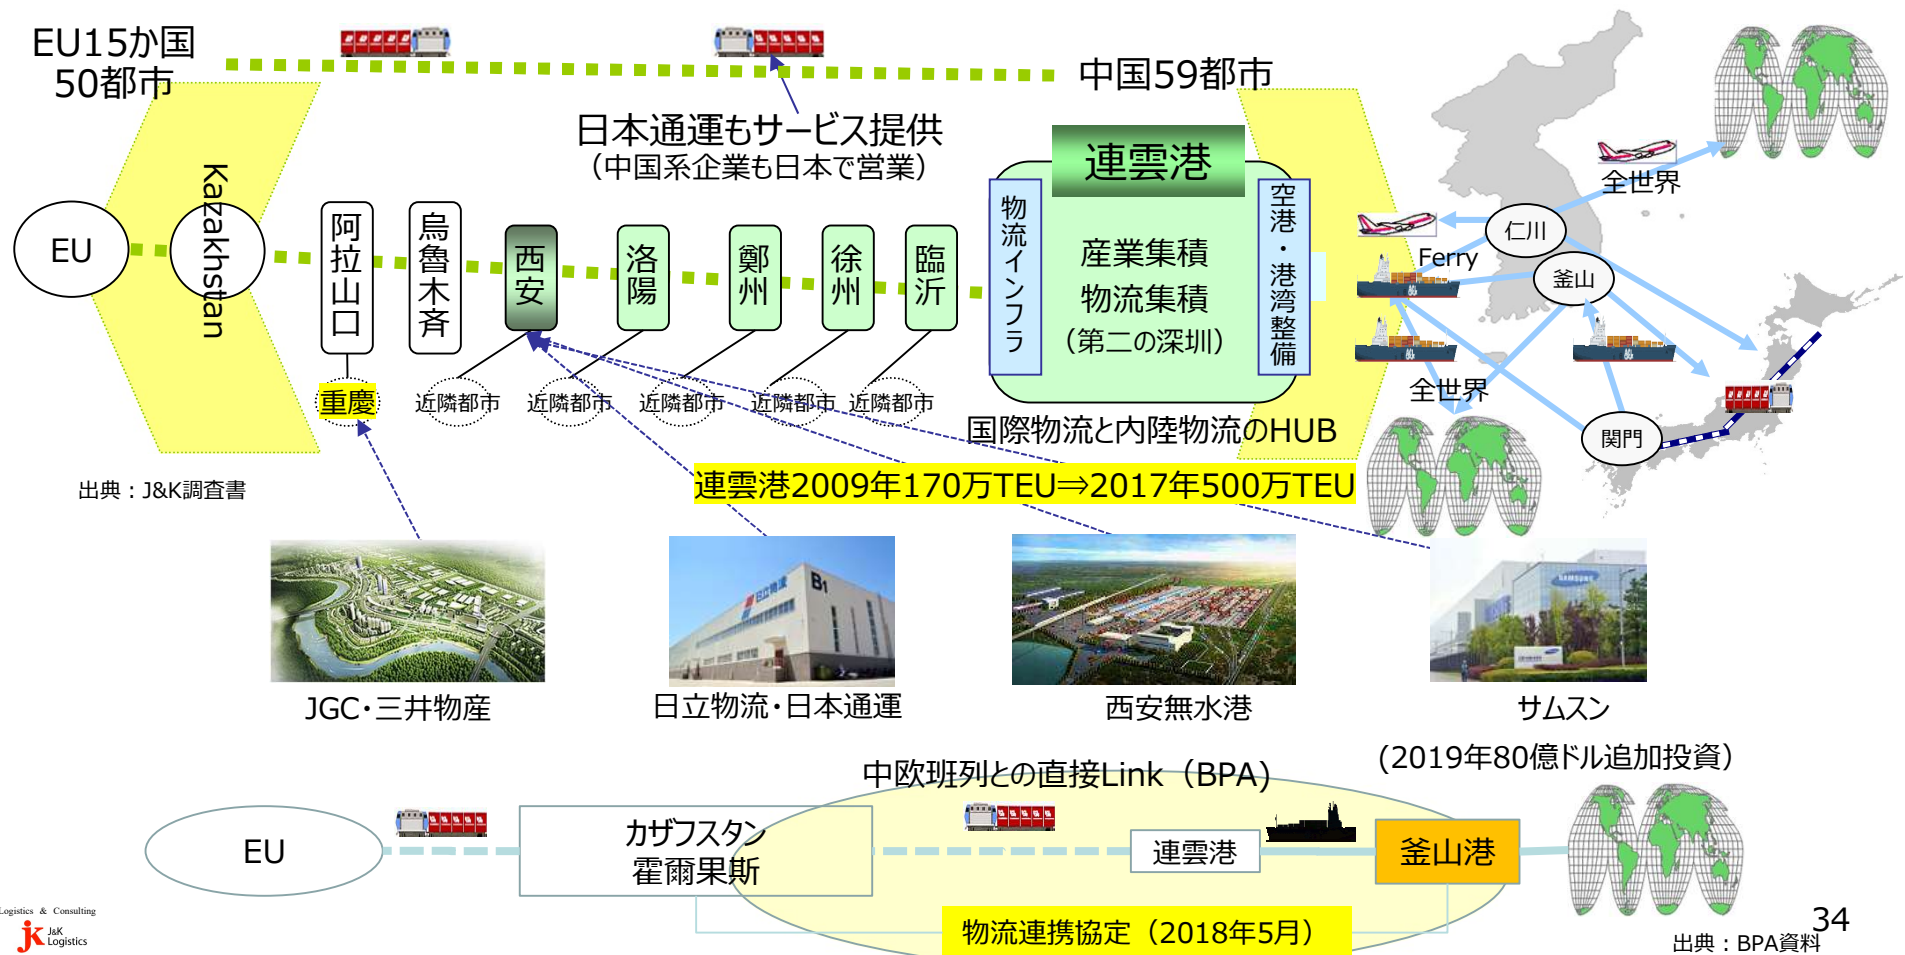 EU15か国
50都市
中国59都市
日本通運もサービス提供
（中国系企業も日本で営業）
連雲港
全世界
EU
Kazakhstan
阿拉山口
烏魯木斉
西安
洛陽
鄭州
徐州
臨沂
物流インフラ
産業集積
物流集積
（第二の深圳）
空港・港湾整備
仁川
Ferry
釜山
重慶
近隣都市
近隣都市
近隣都市
近隣都市
近隣都市
全世界
関門
国際物流と内陸物流のHUB
連雲港2009年170万TEU⇒2017年500万TEU
出典：J&K調査書
日立物流
B1
SAMSUNG
JGC・三井物産
日立物流・日本通運
西安無水港
サムスン
(2019年80億ドル追加投資）
中欧班列との直接Link（BPA)
EU
カザフスタン
霍爾果斯
連雲港
釜山港
物流連携協定（2018年5月）
Logistics & Consulting
jK J&K
Logistics
34
出典：BPA資料